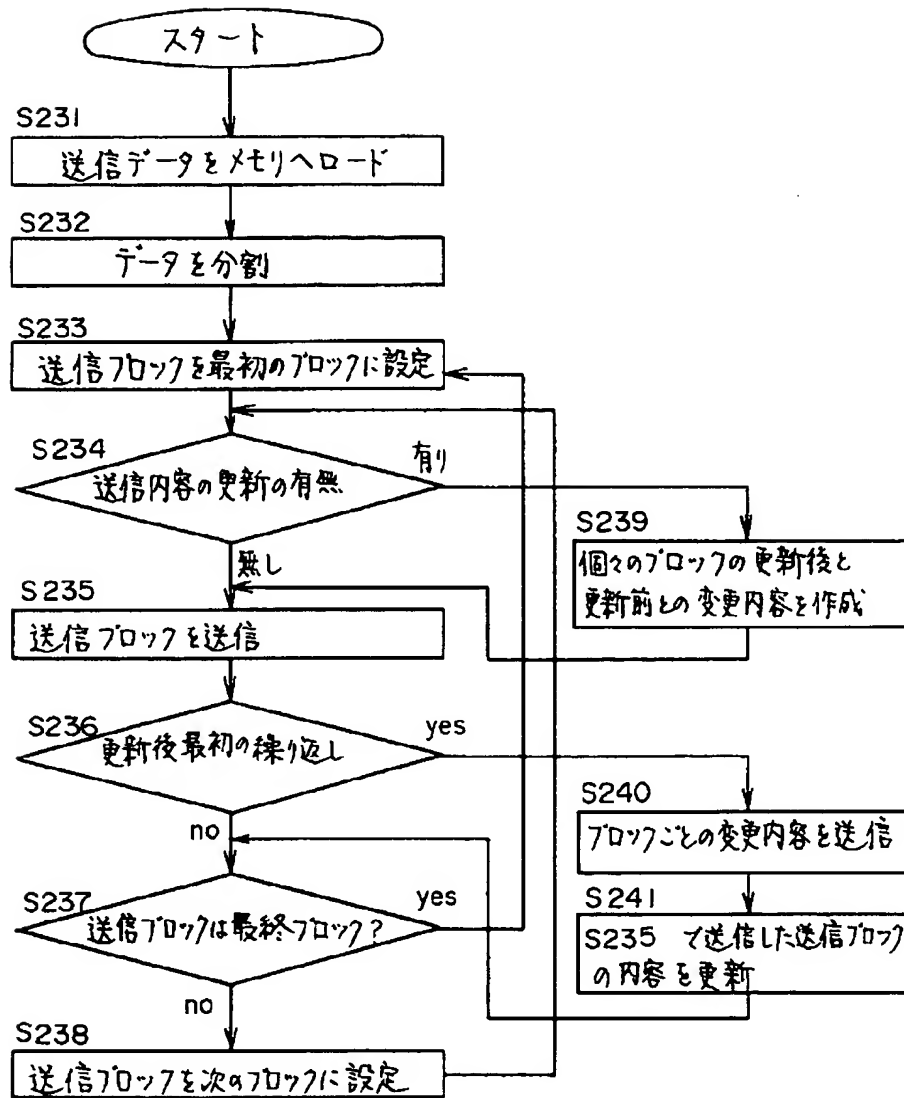 スタート
S231
送信データをメモリへロード
S232
データを分割
S233
送信ブロックを最初のブロックに設定
S234
送信内容の更新の有無
有り
無し
S239
個々のブロックの更新後と
更新前との変更内容を作成
S235
送信ブロックを送信
S236
更新後最初の繰り返し
yes
no
S240
ブロックごとの変更内容を送信
S241
S235 で送信した送信ブロック
の内容を更新
S237
送信ブロックは最終ブロック?
yes
no
S238
送信ブロックを次のブロックに設定